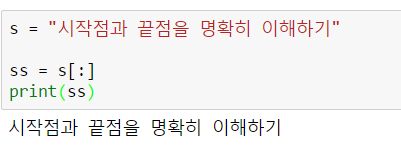 s = "시작점과 끝점을 명확히 이해하기"
ss = s[:]
print(ss)
시작점과 끝점을 명확히 이해하기